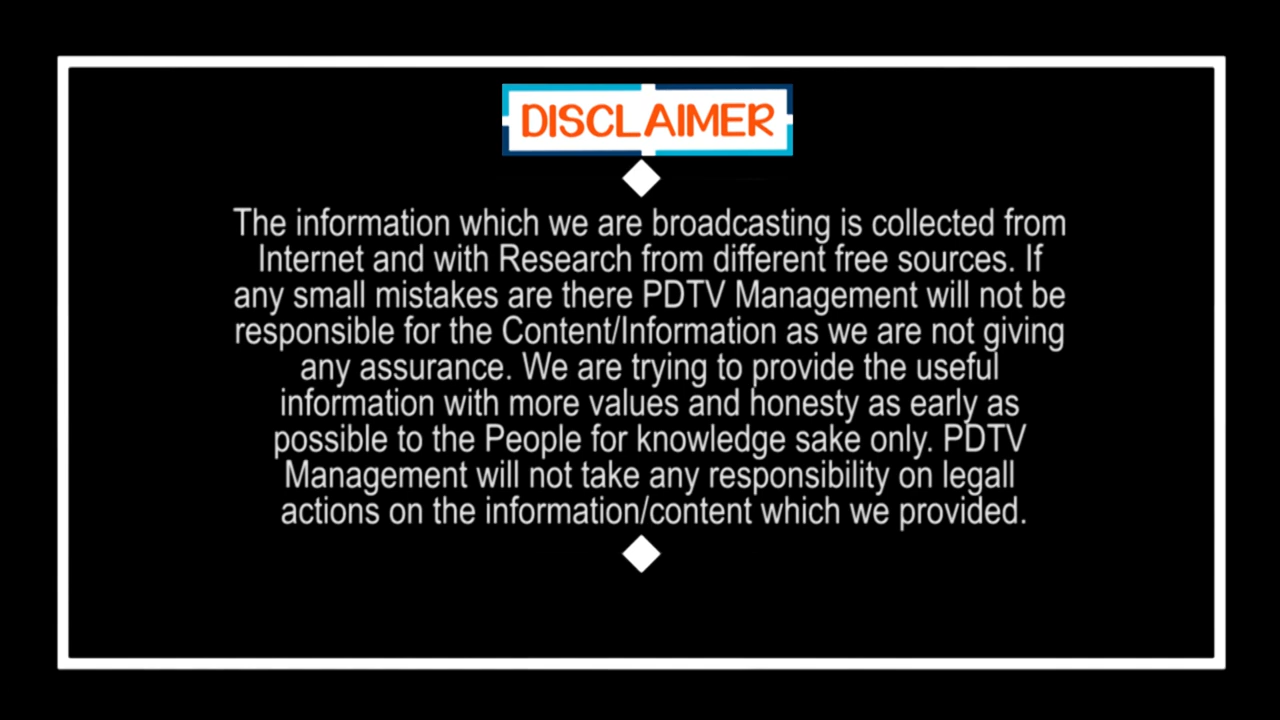 DISCLAIMER
The information which we are broadcasting is collected from
Internet and with Research from different free sources. If
any small mistakes are there PDTV Management will not be
responsible for the Content/Information as we are not giving
any assurance. We are trying to provide the useful
information with more values and honesty as early as
possible to the People for knowledge sake only. PDTV
Management will not take any responsibility on legall
actions on the information/content which we provided.